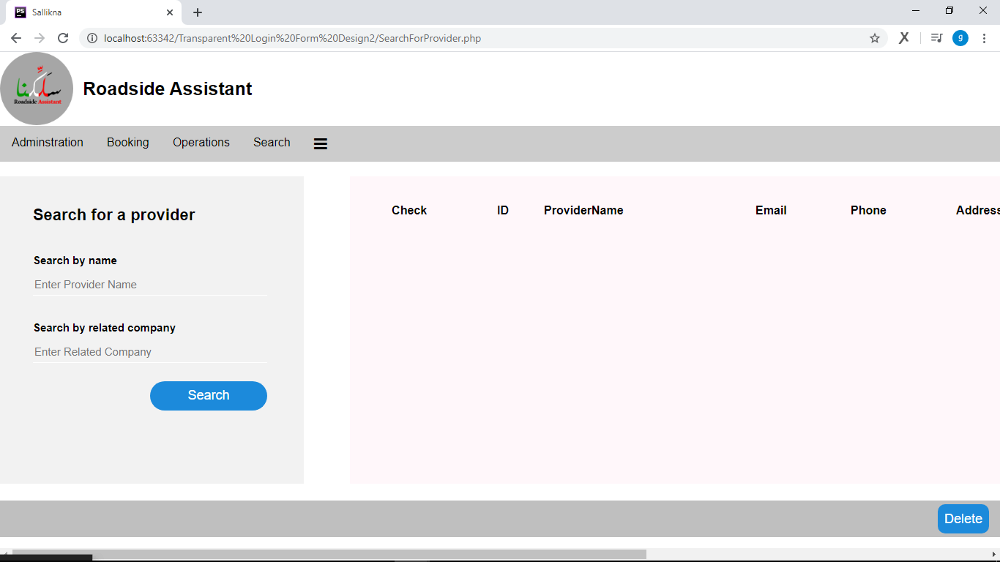 PS Sallikna
localhost:63342/Transparent%20Login%20Form%20Design2/SearchForProvider.php
X
g
سلكنا
Roadside Assistant
Roadside Assistant
Adminstration Booking Operations Search
Search for a provider
Search by name
Enter Provider Name
Search by related company
Enter Related Company
Search
Check ID ProviderName Email Phone Address
Delete